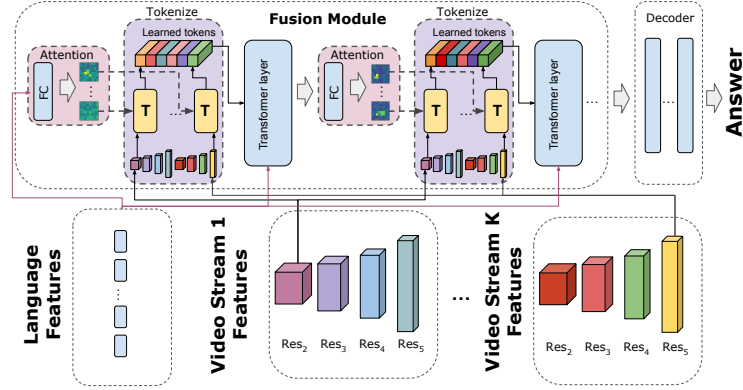 Tokenize
Fusion Module
Tokenize
Decoder
Attention
Learned tokens
Attention
Learned tokens
FC
T
...
T
Transformer layer
FC
T
...
T
Transformer layer
...
...
Answer
Language
Features
Video Stream 1
Features
Res2
Res3
Res4
Res5
...
Video Stream K
Features
Res2
Res3
Res4
Res5